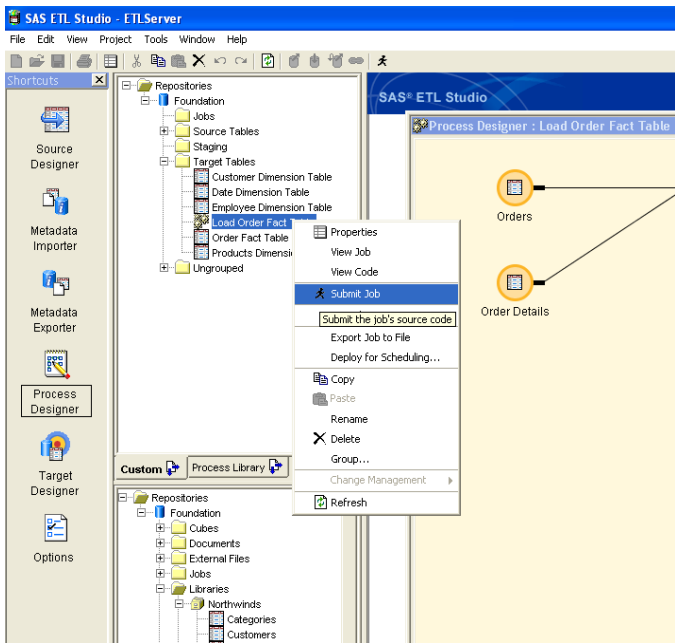 SAS ETL Studio - ETLServer
File Edit View Project Tools Window Help
Shortcuts
Source
Designer
Metadata
Importer
Metadata
Exporter
Process
Designer
Target
Designer
Options
Repositories
Foundation
Jobs
Source Tables
Staging
Target Tables
Customer Dimension Table
Date Dimension Table
Employee Dimension Table
Load Order Fact
Order Fact Table
Products
Ungrouped
Custom
Process Library
Repositories
Foundation
Cubes
Documents
External Files
Jobs
Libraries
Northwinds
Categories
Customers
Properties
View Job
View Code
Submit Job
Submit the job's source code
Export Job to File
Deploy for Scheduling...
Copy
Paste
Rename
Delete
Group...
Change Management
Refresh
SAS® ETL Studio
Process Designer : Load Order Fact Table
Orders
Order Details